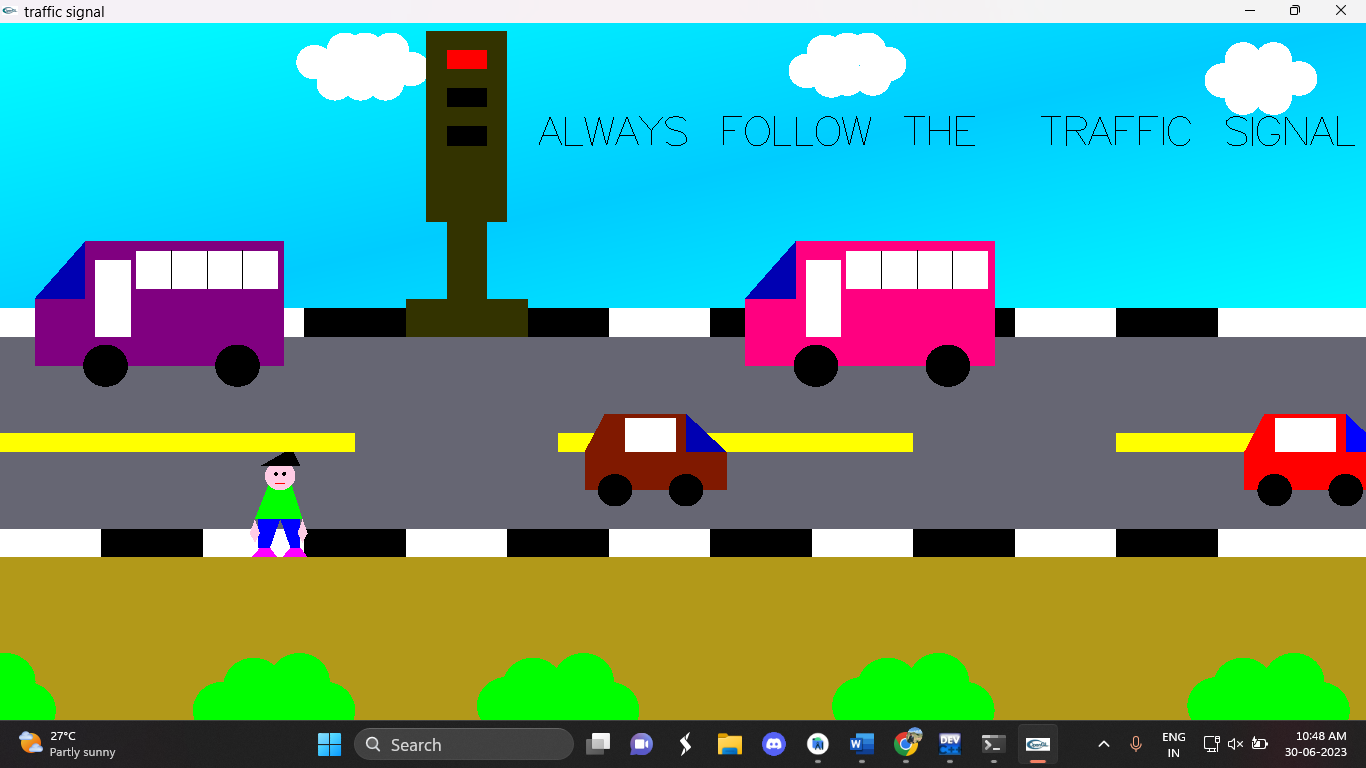 traffic signal
ALWAYS FOLLOW THE TRAFFIC SIGNAL
27°C
Partly sunny
Search
DEV
ENG
IN
10:48 AM
30-06-2023